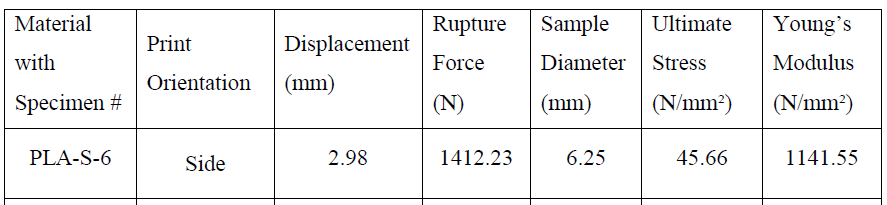 Material with Specimen #
Print Orientation
Displacement (mm)
Rupture Force (N)
Sample Diameter (mm)
Ultimate Stress (N/mm²)
Young’s Modulus (N/mm²)
PLA-S-6
Side
2.98
1412.23
6.25
45.66
1141.55